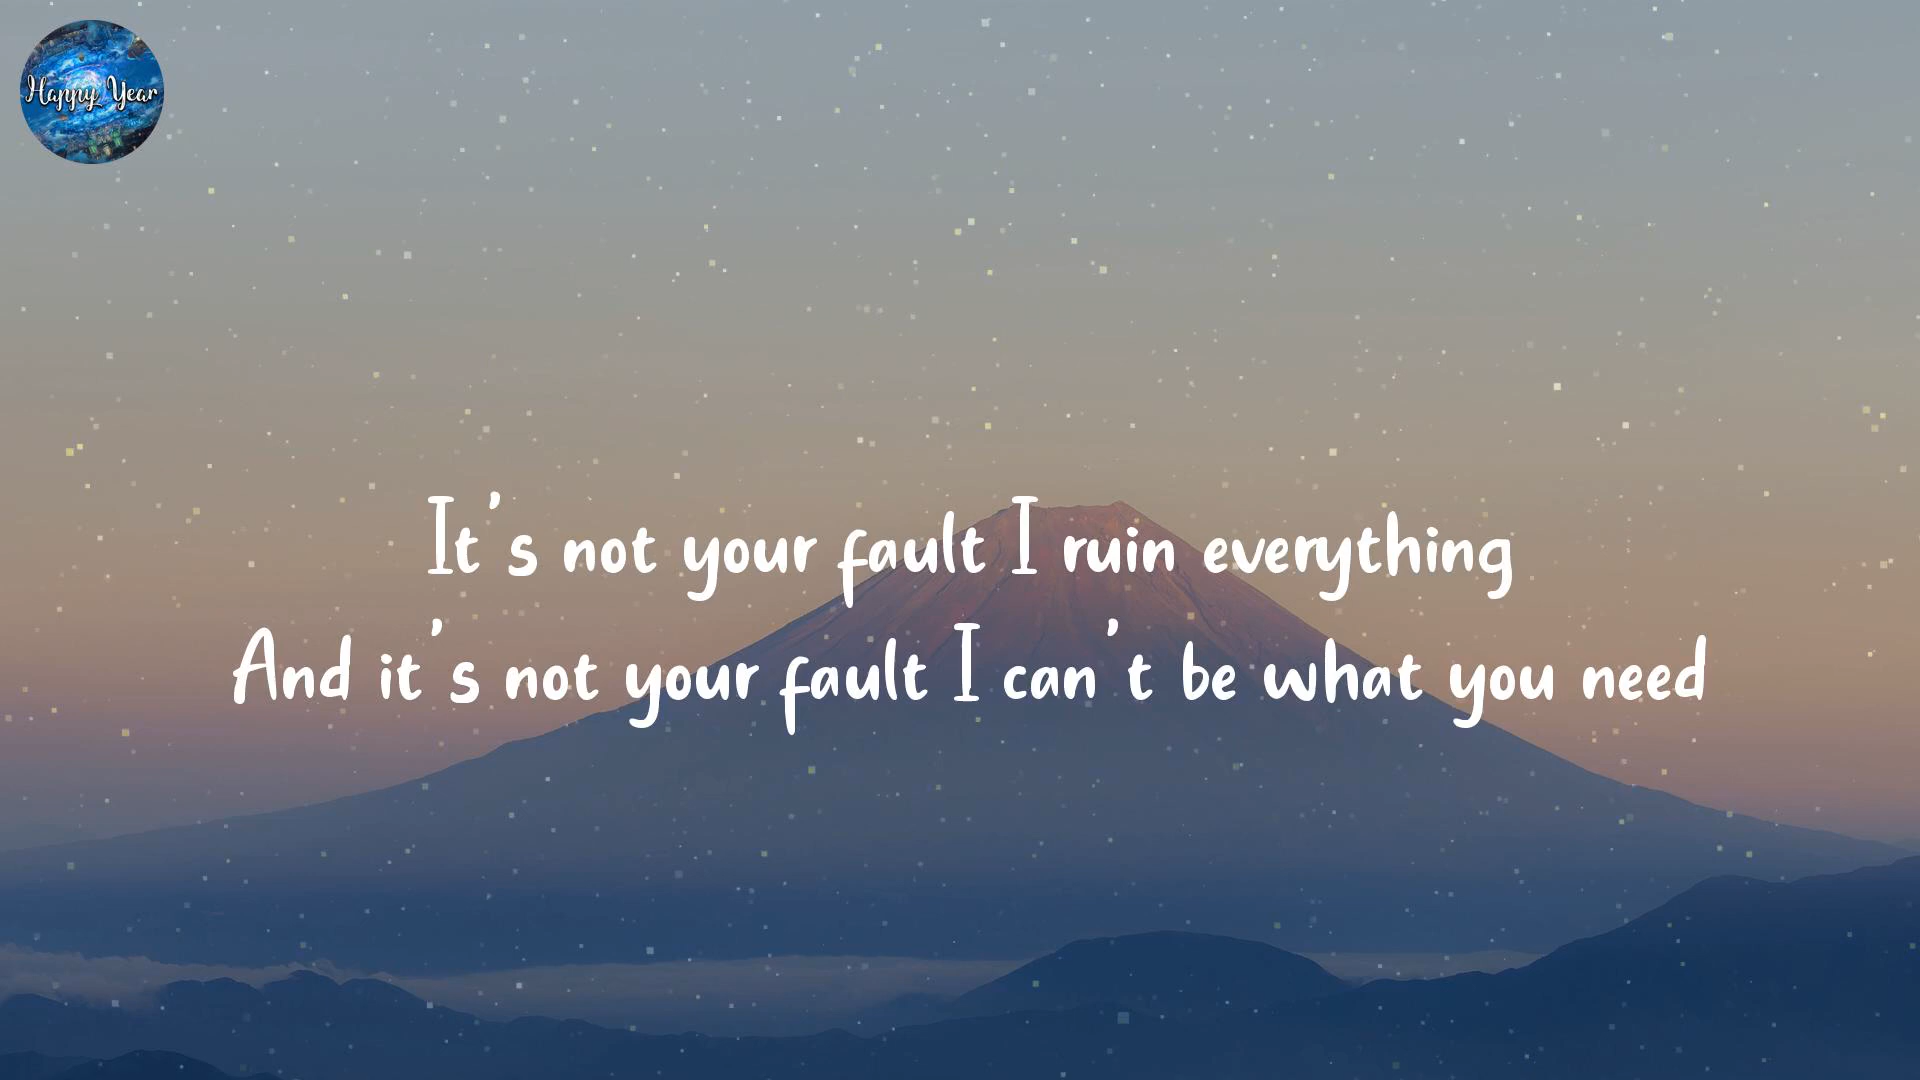 Happy Year
It's not your fault I ruin everything
And it's not your fault I can't be what you need